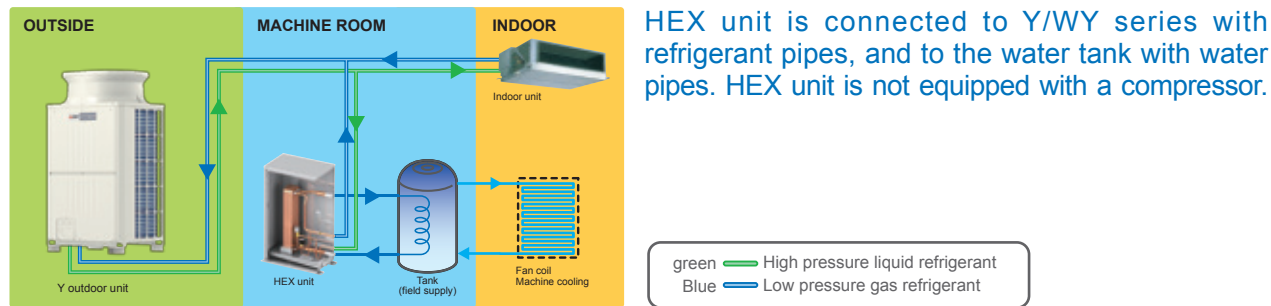 OUTSIDE
MACHINE ROOM
INDOOR
HEX unit is connected to Y/WY series with
refrigerant pipes, and to the water tank with water
pipes. HEX unit is not equipped with a compressor.
Indoor unit
Y outdoor unit
HEX unit
Tank
(field supply)
Fan coil
Machine cooling
green High pressure liquid refrigerant
Blue Low pressure gas refrigerant